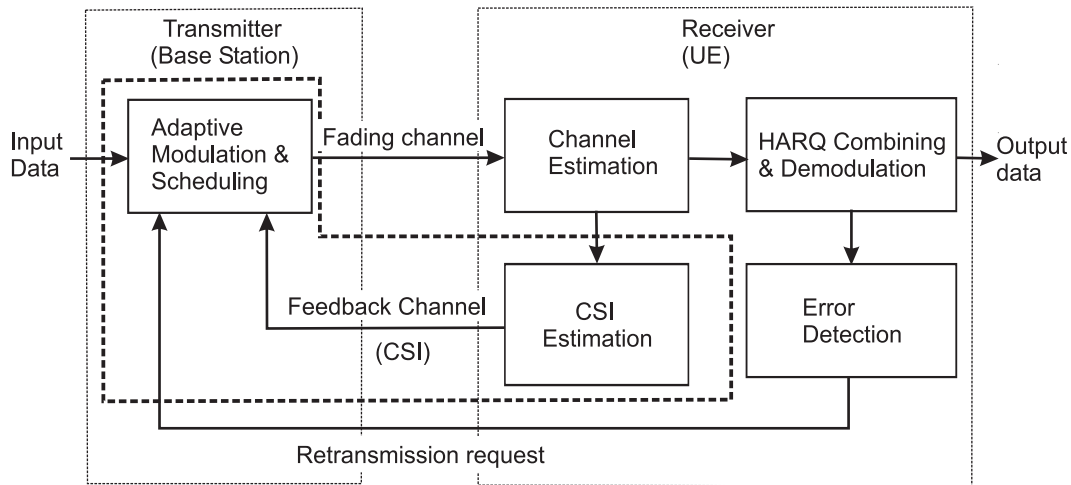 Transmitter
(Base Station)
Receiver
(UE)
Input
Data
Adaptive
Modulation &
Scheduling
Fading channel
Channel
Estimation
HARQ Combining
& Demodulation
Output
data
Feedback Channel
(CSI)
CSI
Estimation
Error
Detection
Retransmission request